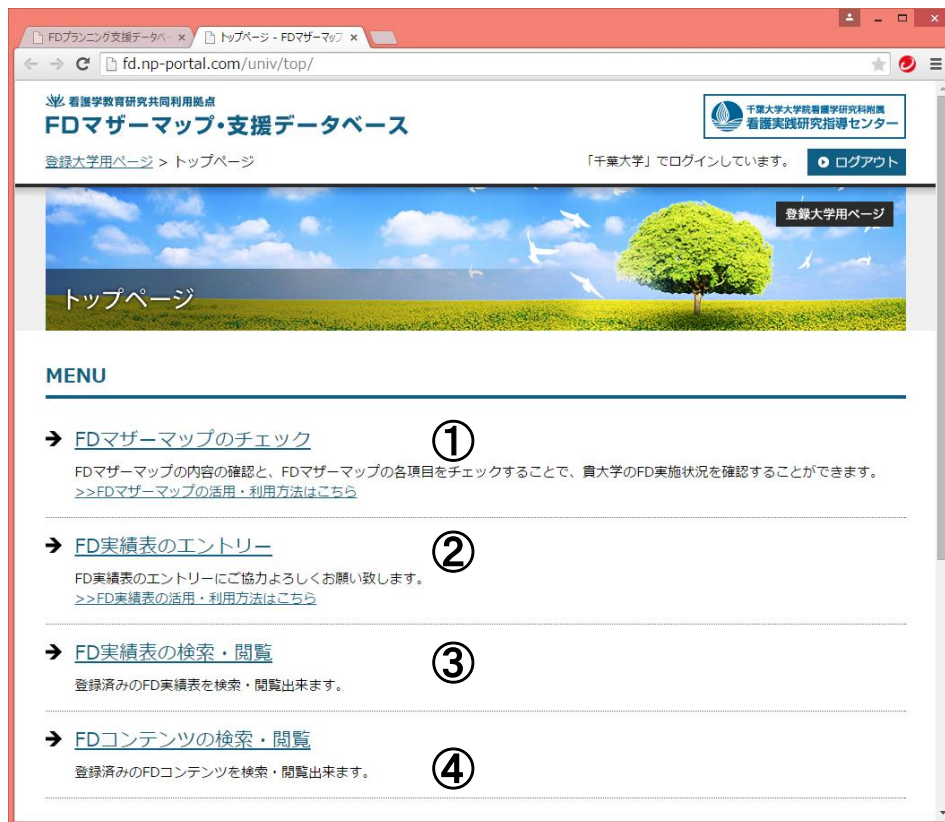 FDプランニング支援データベ-
トップページ - FDマザーマップ
fd.np-portal.com/univ/top/
看護学教育研究共同利用拠点
FDマザーマップ・支援データベース
千葉大学大学院看護学研究科附属
看護実践研究指導センター
登録大学用ページ > トップページ
「千葉大学」でログインしています。
ログアウト
登録大学用ページ
トップページ
MENU
➔ FDマザーマップのチェック
①
FDマザーマップの内容の確認と、FDマザーマップの各項目をチェックすることで、貴大学のFD実施状況を確認することができます。
>>FDマザーマップの活用・利用方法はこちら
➔ FD実績表のエントリー
②
FD実績表のエントリーにご協力よろしくお願い致します。
>>FD実績表の活用・利用方法はこちら
➔ FD実績表の検索・閲覧
③
登録済みのFD実績表を検索・閲覧出来ます。
➔ FDコンテンツの検索・閲覧
④
登録済みのFDコンテンツを検索・閲覧出来ます。